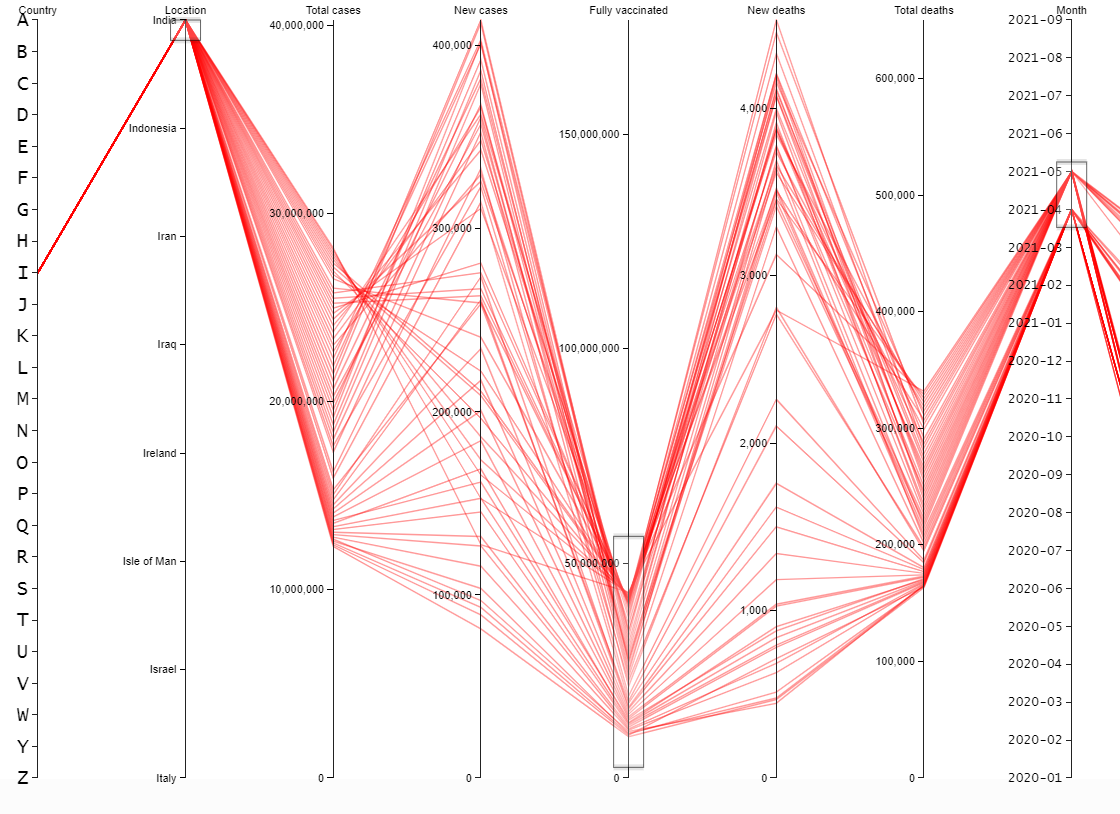 Country
Location
Total cases
New cases
Fully vaccinated
New deaths
Total deaths
Month
A
B
C
D
E
F
G
H
I
J
K
L
M
N
O
P
Q
R
S
T
U
V
W
Y
Z
India
Indonesia
Iran
Iraq
Ireland
Isle of Man
Israel
Italy
40,000,000
30,000,000
20,000,000
10,000,000
0
400,000
300,000
200,000
100,000
0
150,000,000
100,000,000
50,000,000
0
4,000
3,000
2,000
1,000
0
600,000
500,000
400,000
300,000
200,000
100,000
0
2021-09
2021-08
2021-07
2021-06
2021-05
2021-04
2021-03
2021-02
2021-01
2020-12
2020-11
2020-10
2020-09
2020-08
2020-07
2020-06
2020-05
2020-04
2020-03
2020-02
2020-01